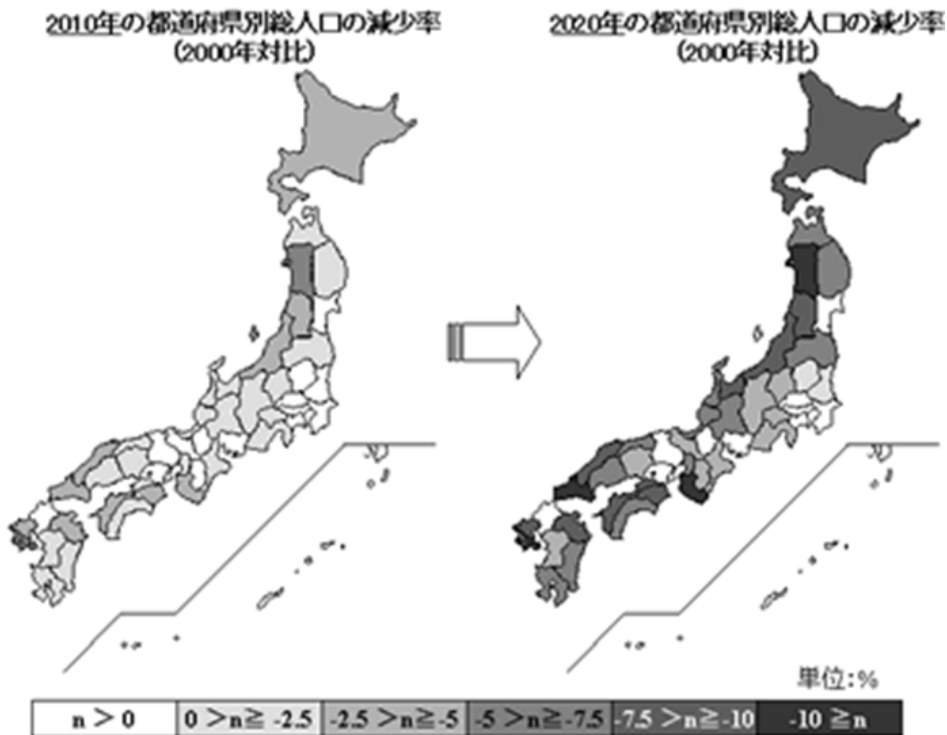 2010年の都道府県別総人口の減少率
(2000年対比)
2020年の都道府県別総人口の減少率
(2000年対比)
単位:%
n > 0
0 >n≧ -2.5
-2.5 >n≧ -5
-5 >n≧ -7.5
-7.5 >n≧ -10
-10 ≧n